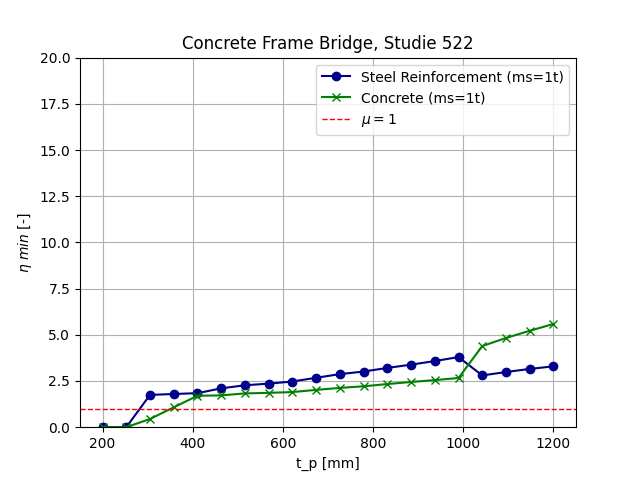 Concrete Frame Bridge, Studie 522
Steel Reinforcement (ms=1t)
Concrete (ms=1t)
μ = 1
20.0
17.5
15.0
12.5
10.0
7.5
5.0
2.5
0.0
η min [-]
200 400 600 800 1000 1200
t_p [mm]